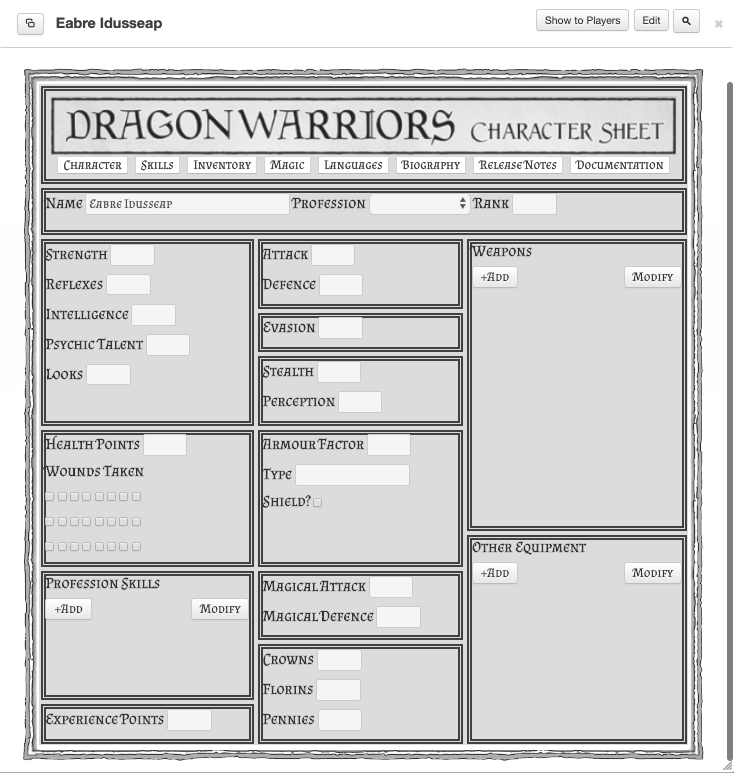 Eabre Idusseap
Show to Players Edit
DRAGON WARRIORS CHARACTER SHEET
CHARACTER SKILLS INVENTORY MAGIC LANGUAGES BIOGRAPHY RELEASE NOTES DOCUMENTATION
NAME EABRE IDUSSEAP PROFESSION RANK
STRENGTH
REFLEXES
INTELLIGENCE
PSYCHIC TALENT
LOOKS
ATTACK
DEFENCE
EVASION
STEALTH
PERCEPTION
WEAPONS
+ADD MODIFY
HEALTH POINTS
WOUNDS TAKEN
ARMOUR FACTOR
TYPE
SHIELD?
OTHER EQUIPMENT
+ADD MODIFY
PROFESSION SKILLS
+ADD MODIFY
MAGICAL ATTACK
MAGICAL DEFENCE
EXPERIENCE POINTS
CROWNS
FLORINS
PENNIES